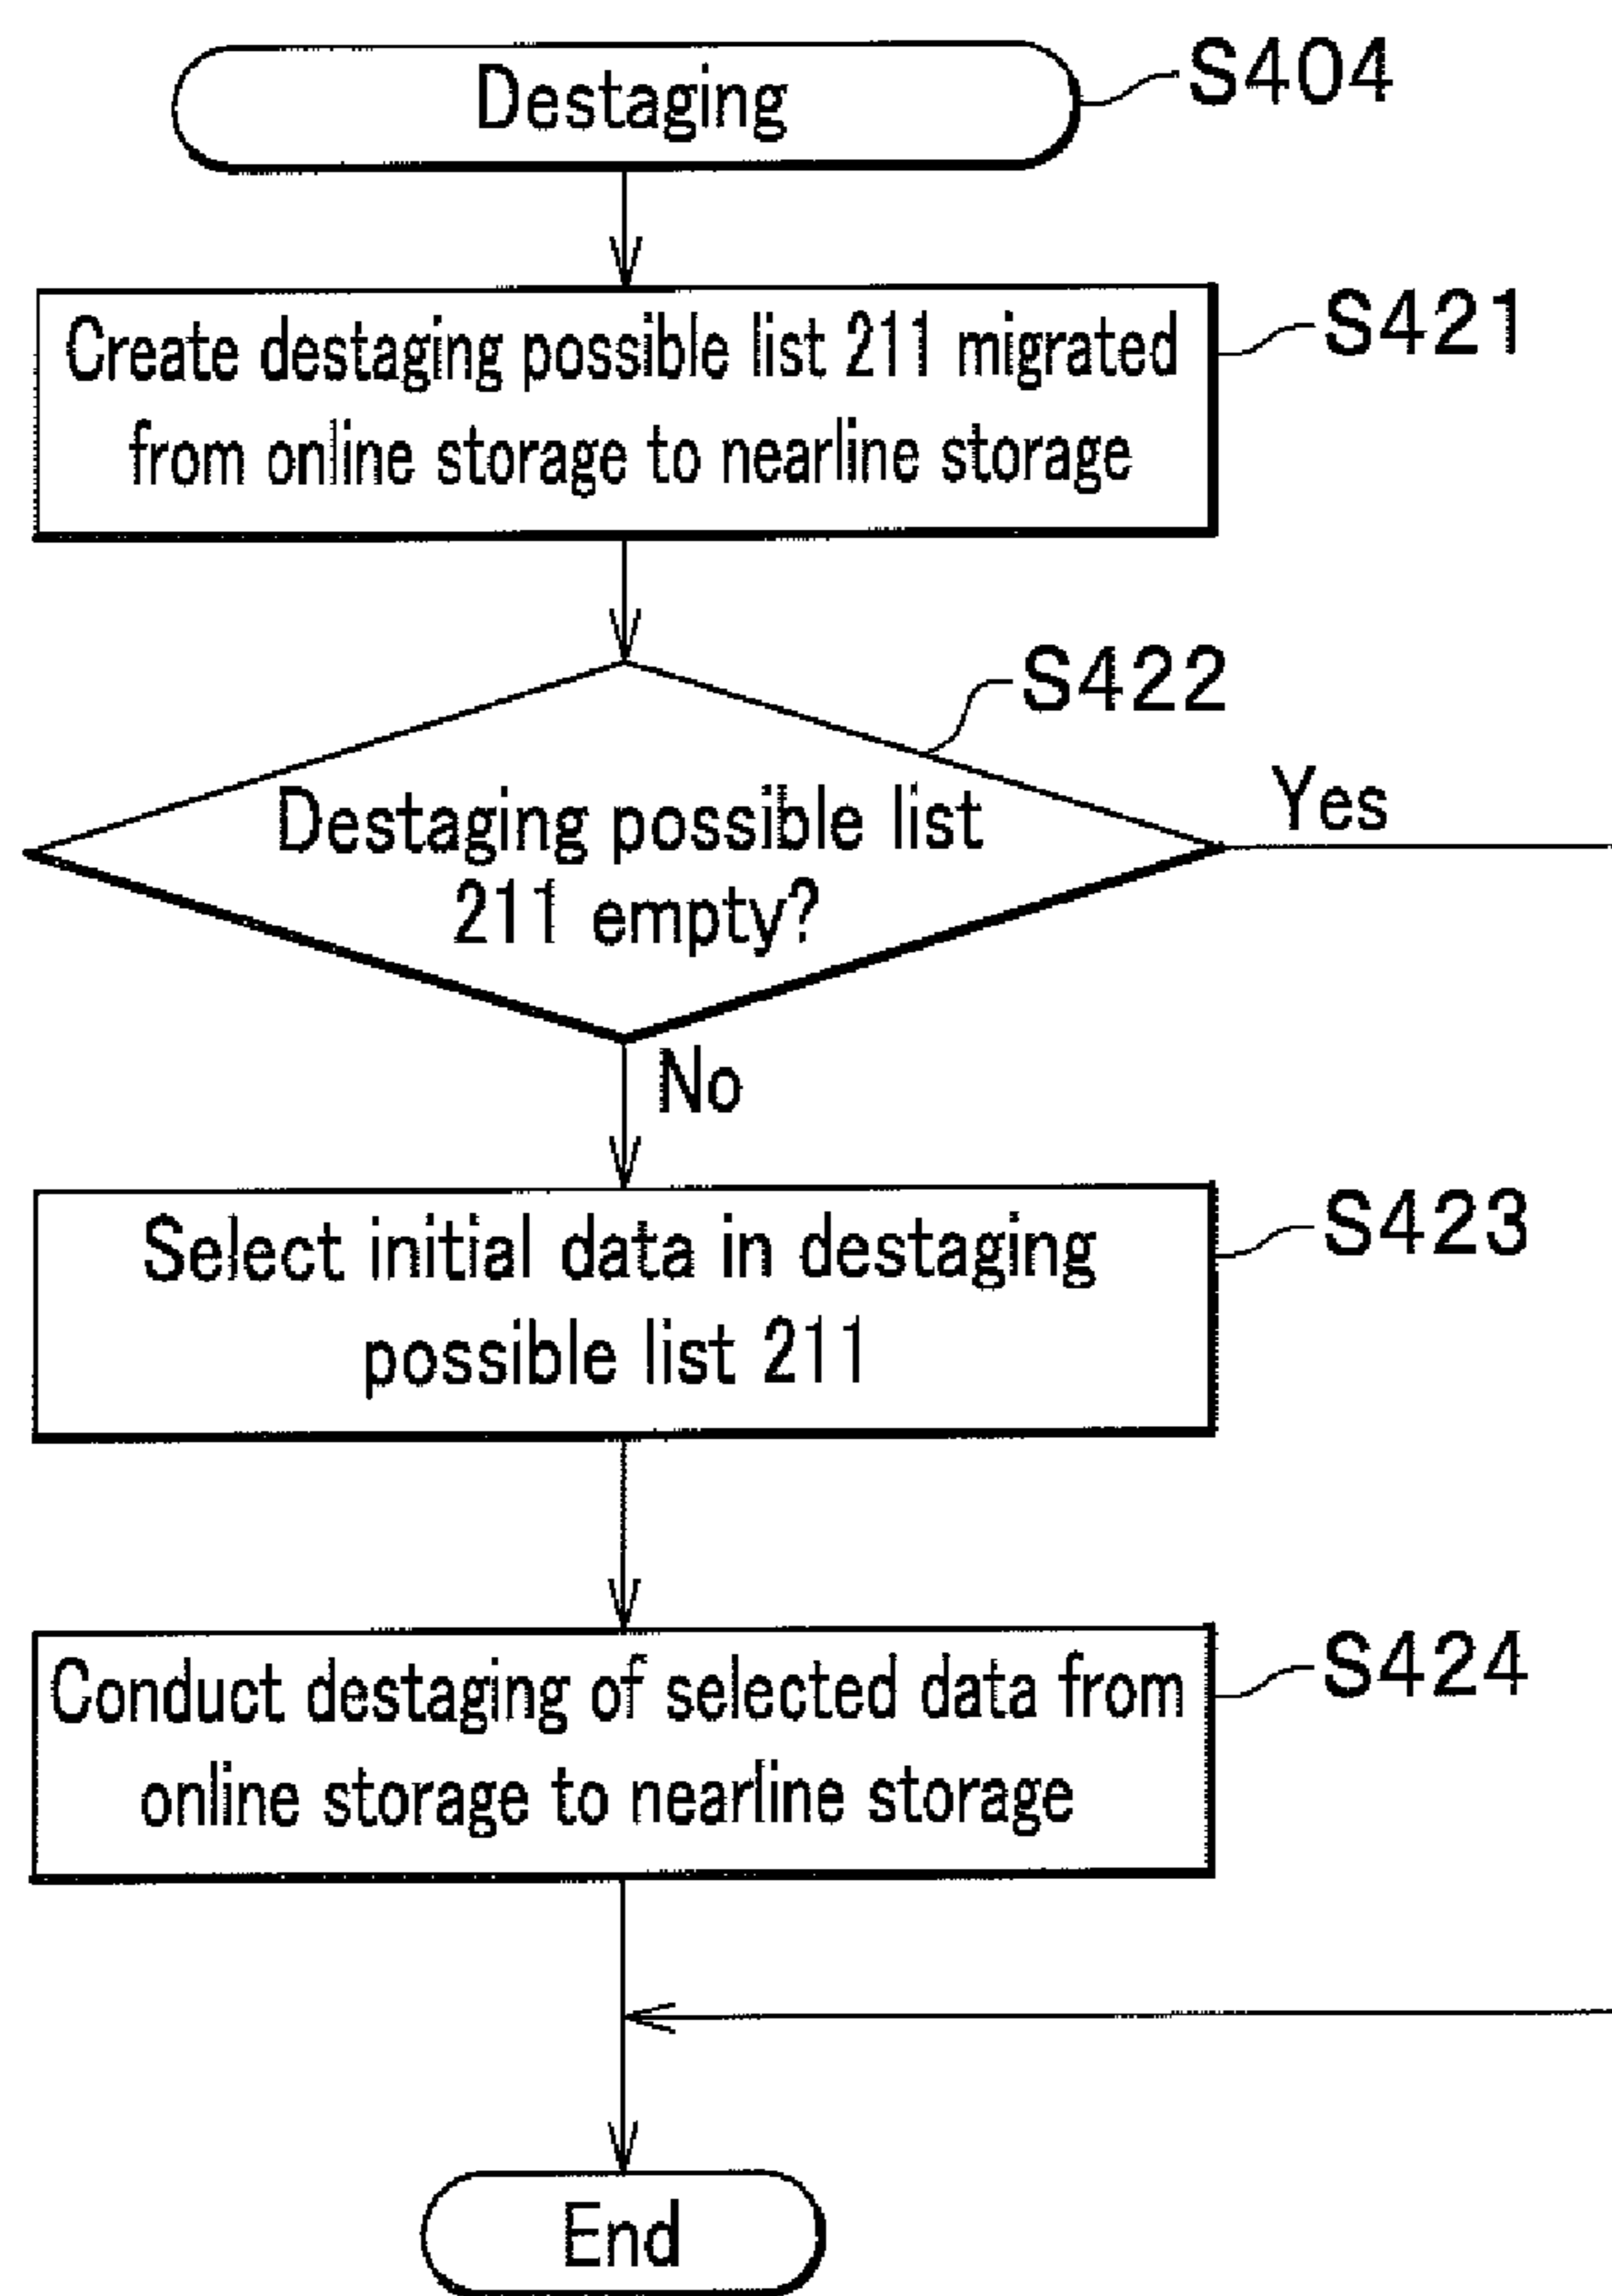 Destaging
S404
Create destaging possible list 211 migrated
from online storage to nearline storage
S421
S422
Destaging possible list
211 empty?
Yes
No
Select initial data in destaging
possible list 211
S423
Conduct destaging of selected data from
online storage to nearline storage
S424
End